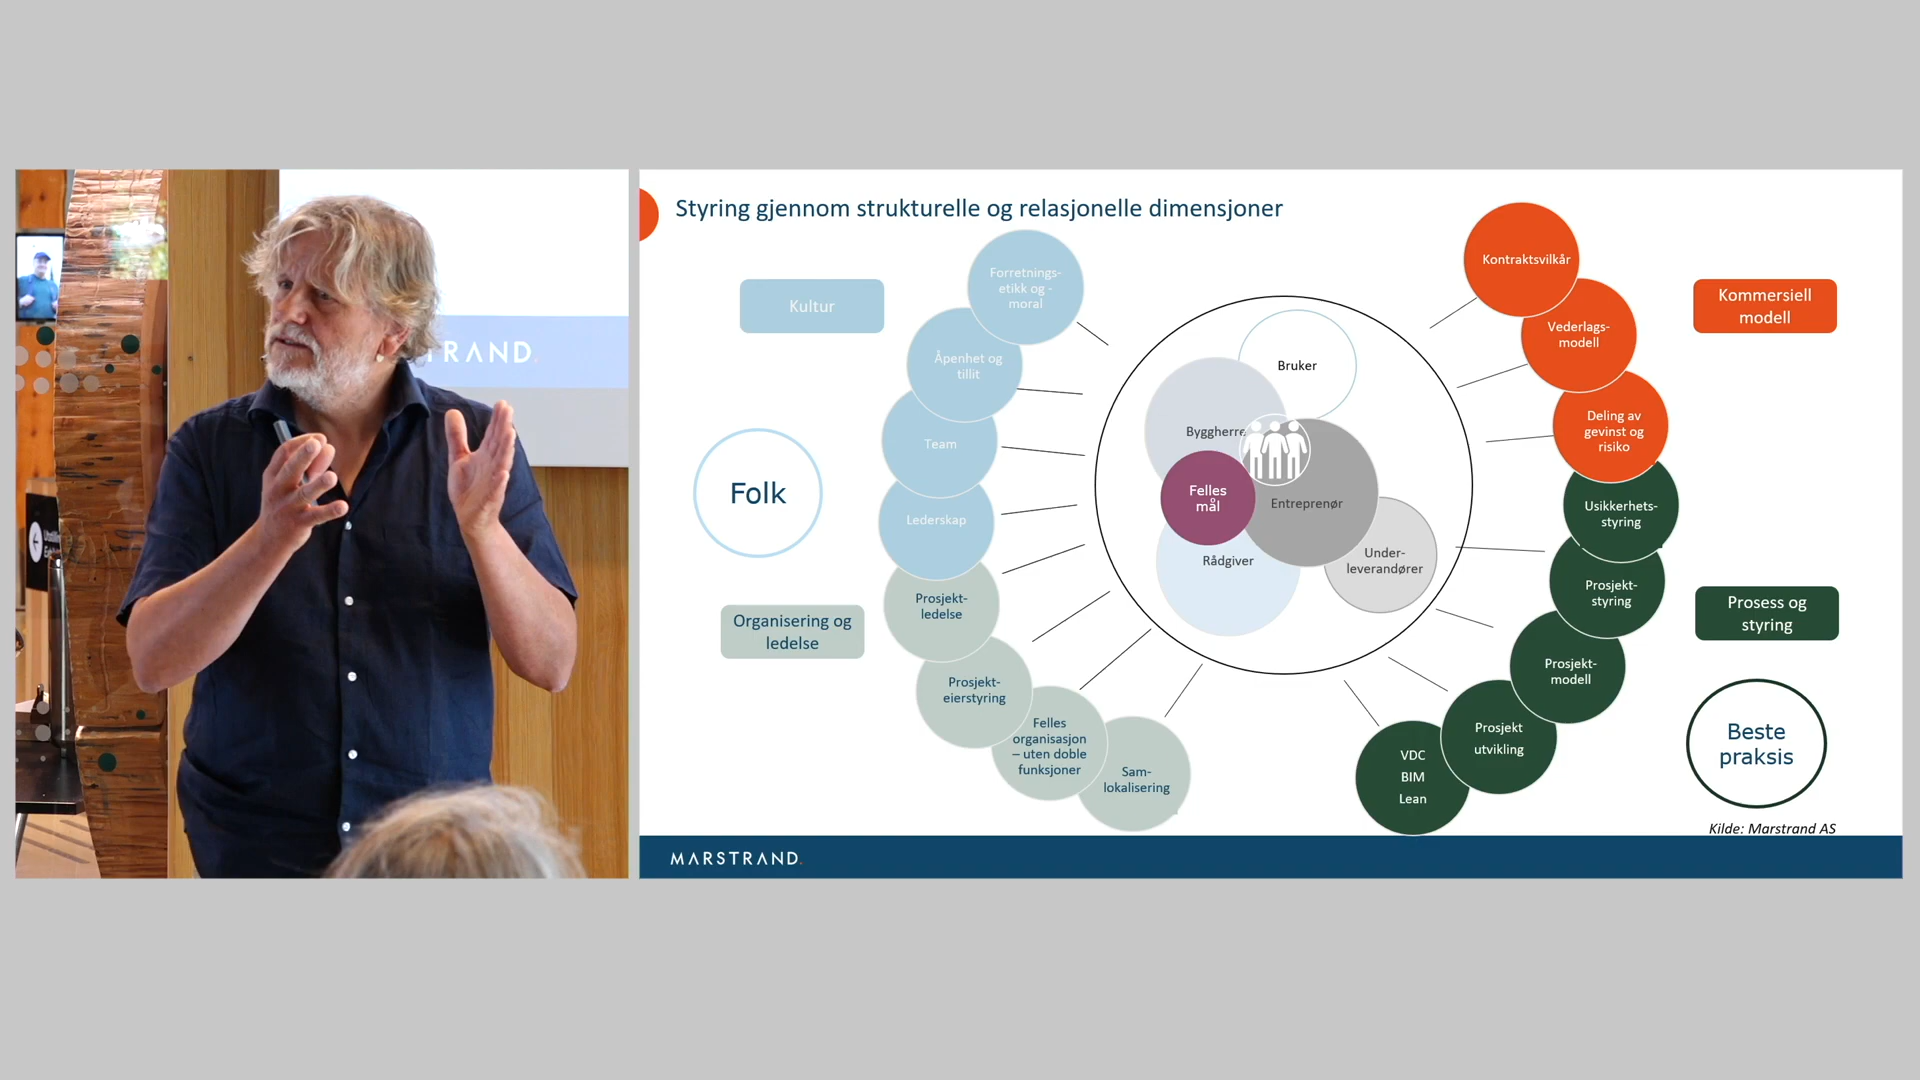 TRAND.
Styring gjennom strukturelle og relasjonelle dimensjoner
Kultur
Forretnings-
etikk og -
moral
Åpenhet og
tillit
Team
Lederskap
Folk
Organisering og
ledelse
Prosjekt-
ledelse
Prosjekt-
eierstyring
Felles
organisasjon
– uten doble
funksjoner
Sam-
lokalisering
Bruker
Byggherre
Felles
mål
Entreprenør
Rådgiver
Under-
leverandører
Kontraktsvilkår
Vederlags-
modell
Deling av
gevinst og
risiko
Usikkerhets-
styring
Prosjekt-
styring
Prosjekt-
modell
Prosjekt
utvikling
VDC
BIM
Lean
Kommersiell
modell
Prosess og
styring
Beste
praksis
Kilde: Marstrand AS
MARSTRAND.